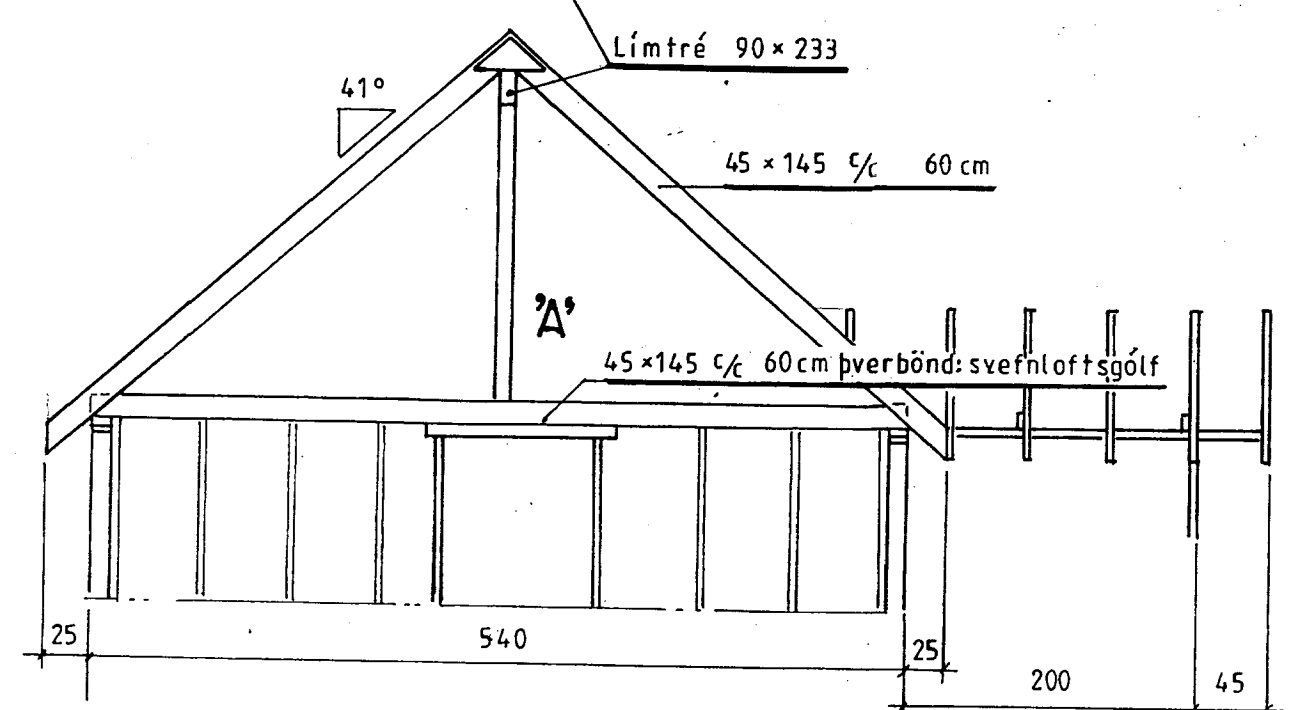 Límtré 90 × 233
41°
45 × 145 c/c 60 cm
'A'
45 × 145 c/c 60 cm þverbönd: svefnloftsgólf
25
540
25
200
45